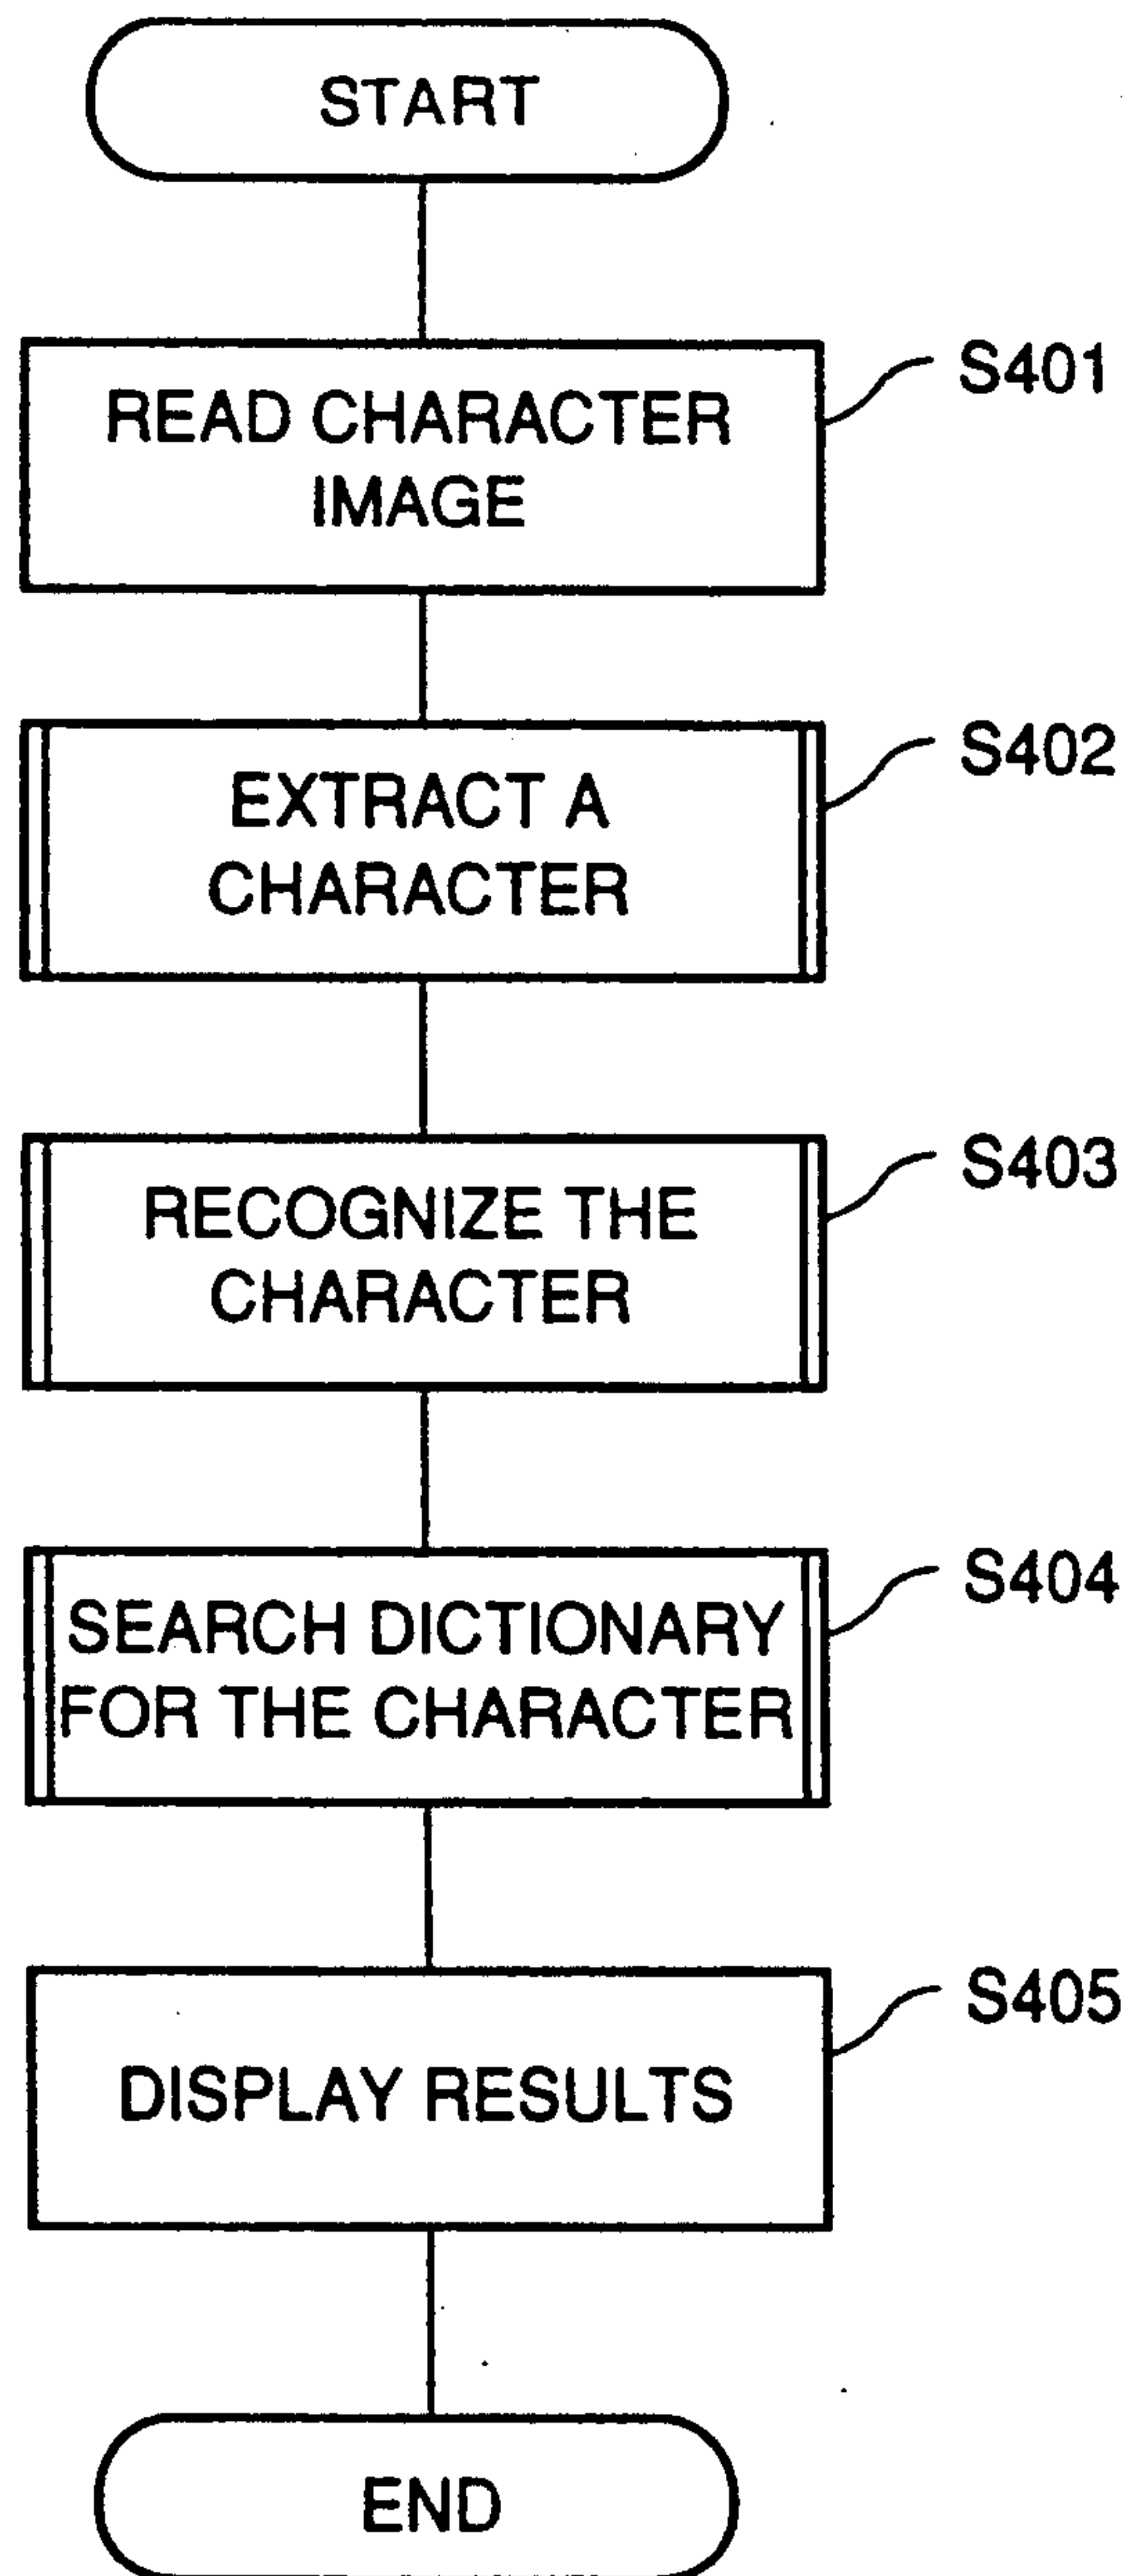 START
READ CHARACTER
IMAGE
S401
EXTRACT A
CHARACTER
S402
RECOGNIZE THE
CHARACTER
S403
SEARCH DICTIONARY
FOR THE CHARACTER
S404
DISPLAY RESULTS
S405
END